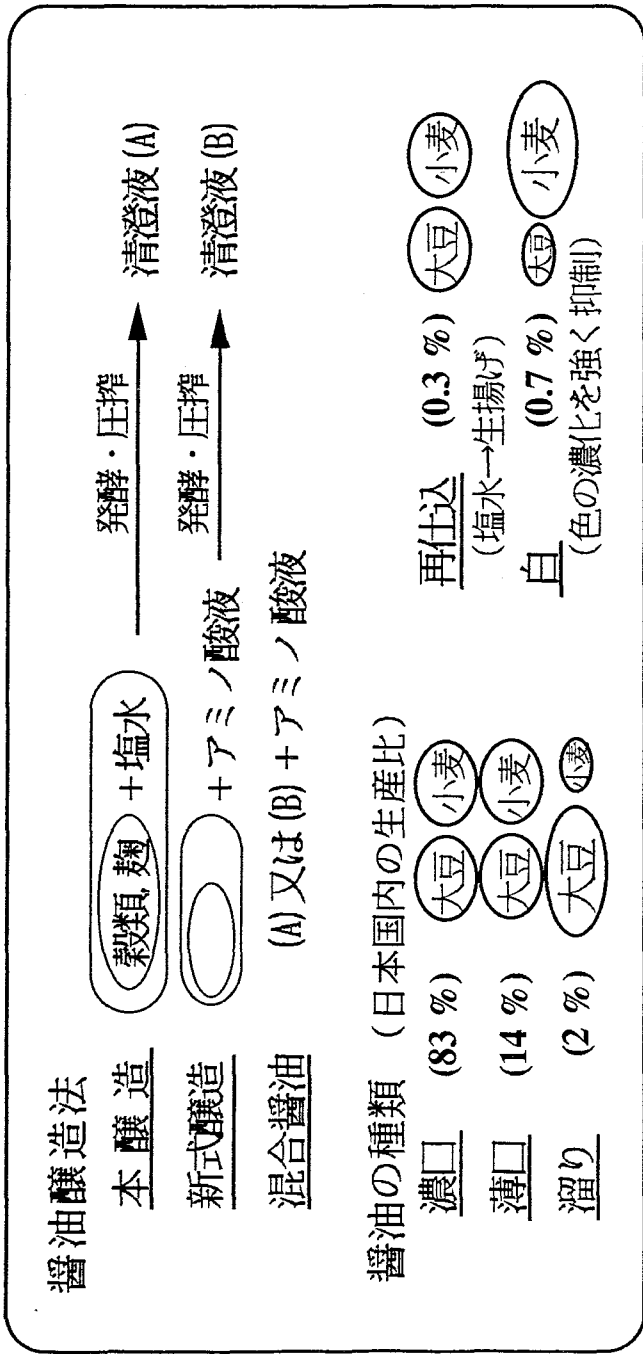 醤油醸造法
本 醸 造 穀類, 麹 +塩水 発酵・圧搾 清澄液(A)
新式醸造 +アミノ酸液 発酵・圧搾 清澄液(B)
混合醤油 (A)又は(B)+アミノ酸液
醤油の種類 (日本国内の生産比)
濃口 (83 %) 大豆 小麦
薄口 (14 %) 大豆 小麦
溜り (2 %) 大豆 小麦
再仕込 (0.3 %) 大豆 小麦
(塩水→生揚げ)
白 (0.7 %) 大豆 小麦
(色の濃化を強く抑制)